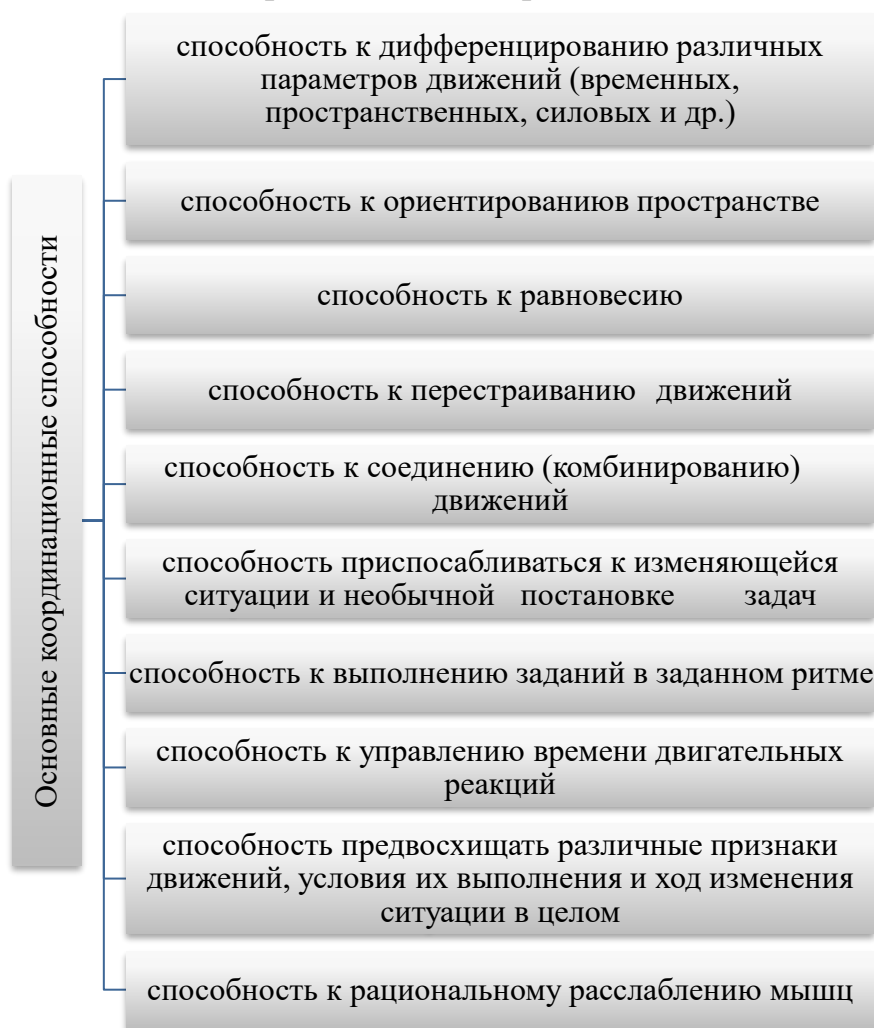 Основные координационные способности
способность к дифференцированию различных
параметров движений (временных,
пространственных, силовых и др.)
способность к ориентированиюв пространстве
способность к равновесию
способность к перестраиванию движений
способность к соединению (комбинированию)
движений
способность приспосабливаться к изменяющейся
ситуации и необычной постановке задач
способность к выполнению заданий в заданном ритме
способность к управлению времени двигательных
реакций
способность предвосхищать различные признаки
движений, условия их выполнения и ход изменения
ситуации в целом
способность к рациональному расслаблению мышц